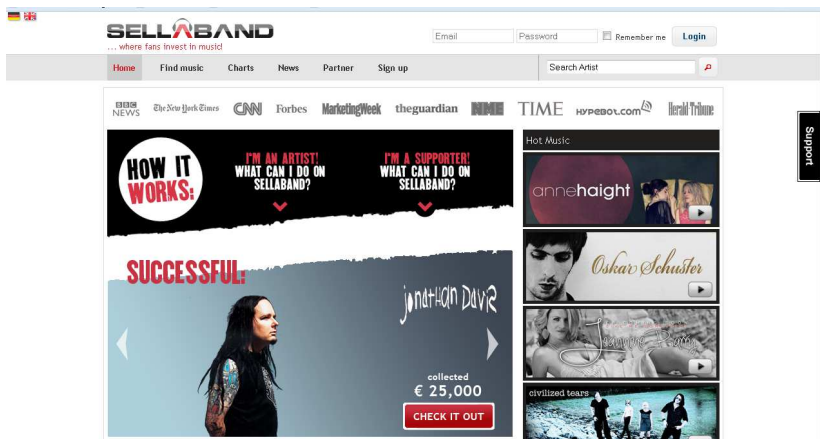 SELLABAND
... where fans invest in music!
Email
Password
Remember me
Login
Home
Find music
Charts
News
Partner
Sign up
Search Artist
BBC
NEWS
The New York Times
CNN
Forbes
MarketingWeek
theguardian
NME
TIME
HYPEBOT.COM
Herald Tribune
Support
HOW IT
WORKS:
I'M AN ARTIST!
WHAT CAN I DO ON
SELLABAND?
I'M A SUPPORTER!
WHAT CAN I DO ON
SELLABAND?
SUCCESSFUL:
jonathan Davis
collected
€ 25,000
CHECK IT OUT
Hot Music
annehaight
Oskar Schuster
civilized tears